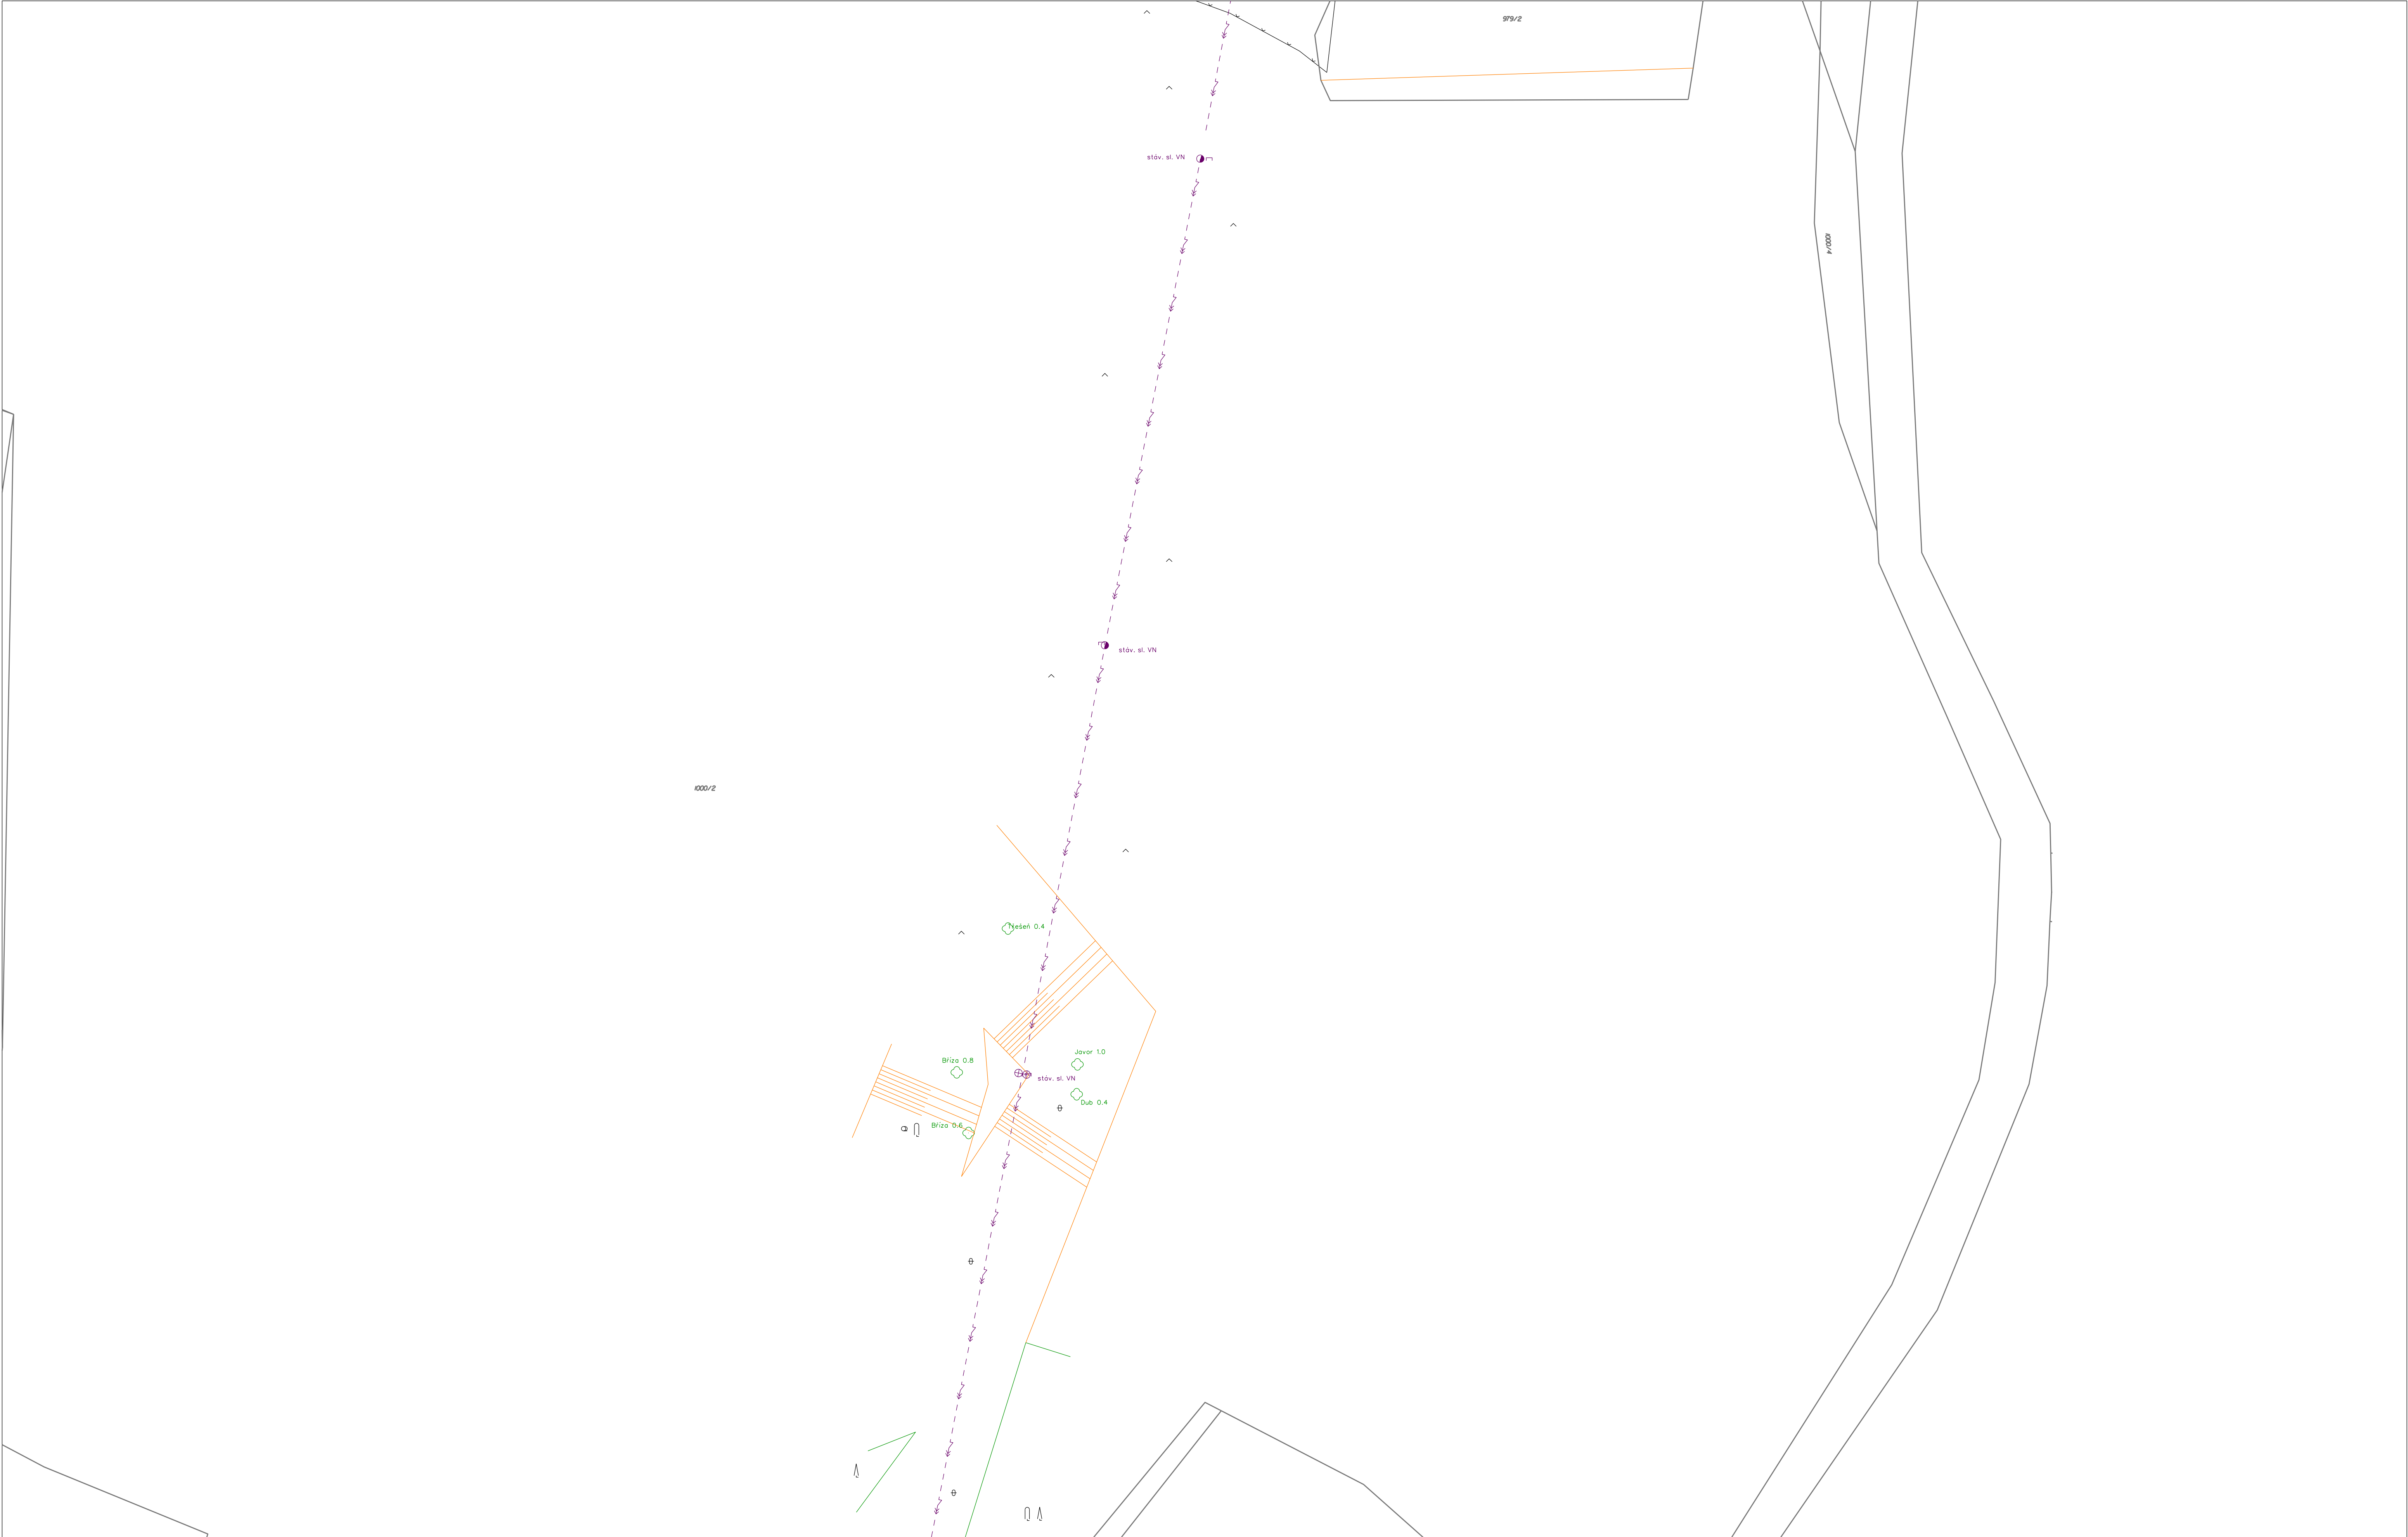 979/2
stáv. sl. VN
1000/4
stáv. sl. VN
1000/2
Třešeň 0.4
Javor 1.0
Bříza 0.8
stáv. sl. VN
Dub 0.4
Bříza 0.6